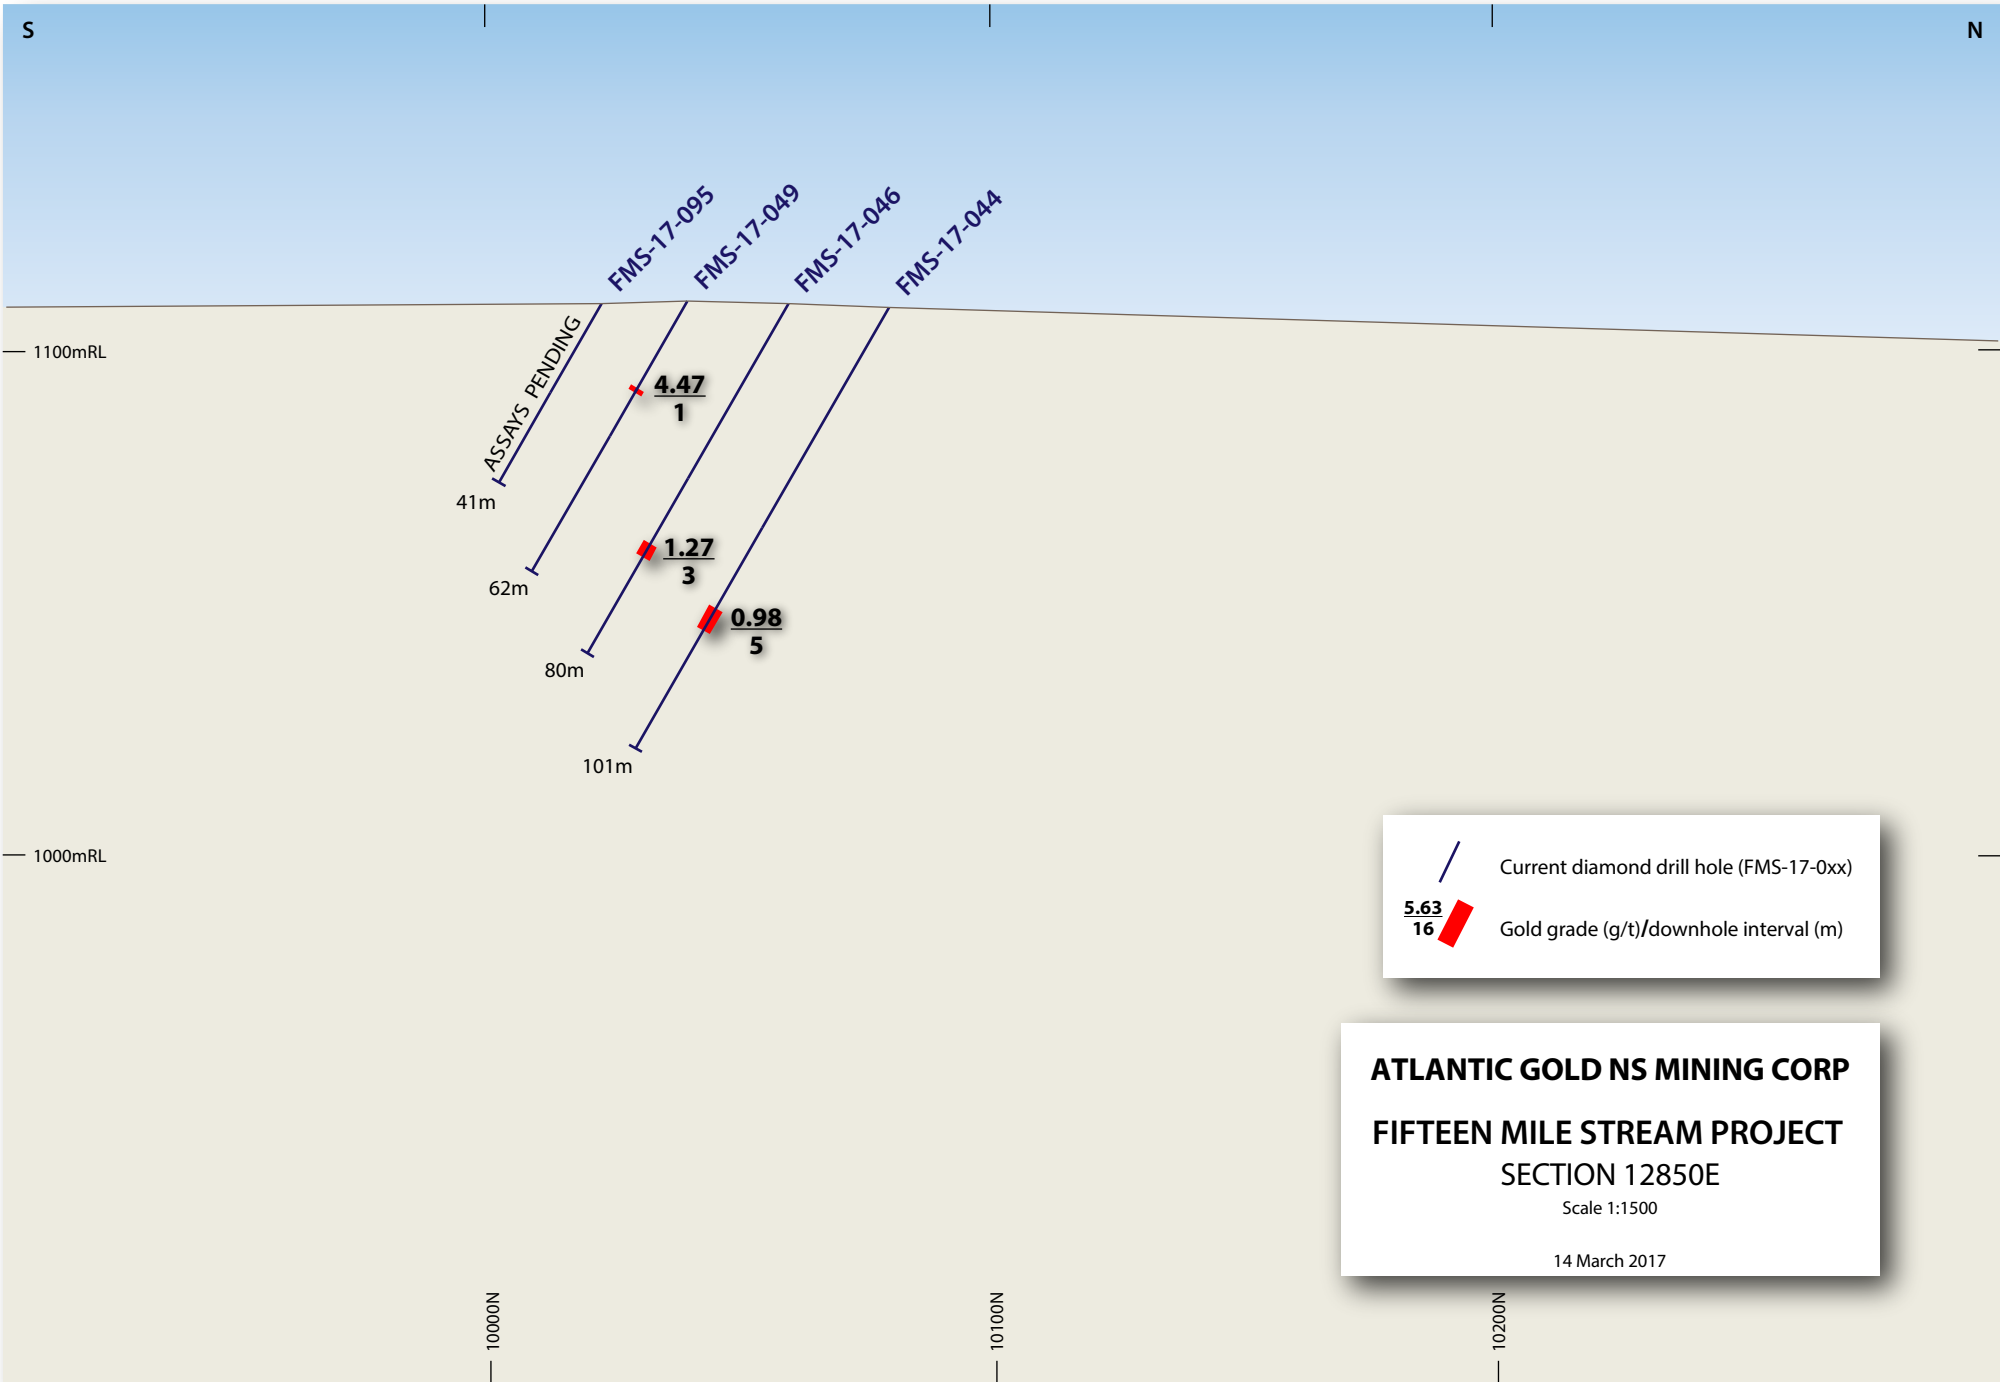 S
N
FMS-17-095
FMS-17-049
FMS-17-046
FMS-17-044
1100mRL
ASSAYS PENDING
4.47
1
41m
1.27
3
62m
0.98
5
80m
101m
1000mRL
Current diamond drill hole (FMS-17-0xx)
5.63
16
Gold grade (g/t)/downhole interval (m)
ATLANTIC GOLD NS MINING CORP
FIFTEEN MILE STREAM PROJECT
SECTION 12850E
Scale 1:1500
14 March 2017
10000N
10100N
10200N